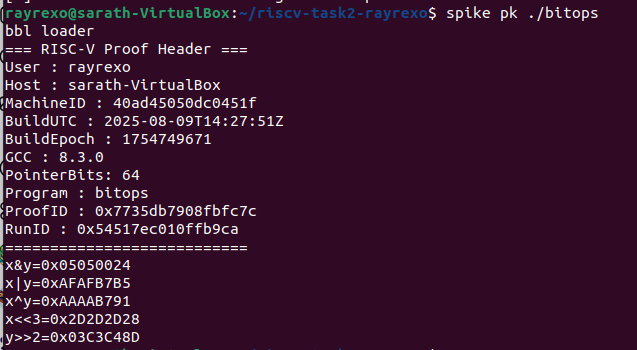 rayrexo@sarath-VirtualBox:~/riscv-task2-rayrexo$ spike pk ./bitops
bbl loader
=== RISC-V Proof Header ===
User : rayrexo
Host : sarath-VirtualBox
MachineID : 40ad45050dc0451f
BuildUTC : 2025-08-09T14:27:51Z
BuildEpoch : 1754749671
GCC : 8.3.0
PointerBits: 64
Program : bitops
ProofID : 0x7735db7908fbfc7c
RunID : 0x54517ec010ffb9ca
===========================
x&y=0x05050024
x|y=0xAFAFB7B5
x^y=0xAAAAB791
x<<3=0x2D2D2D28
y>>2=0x03C3C48D